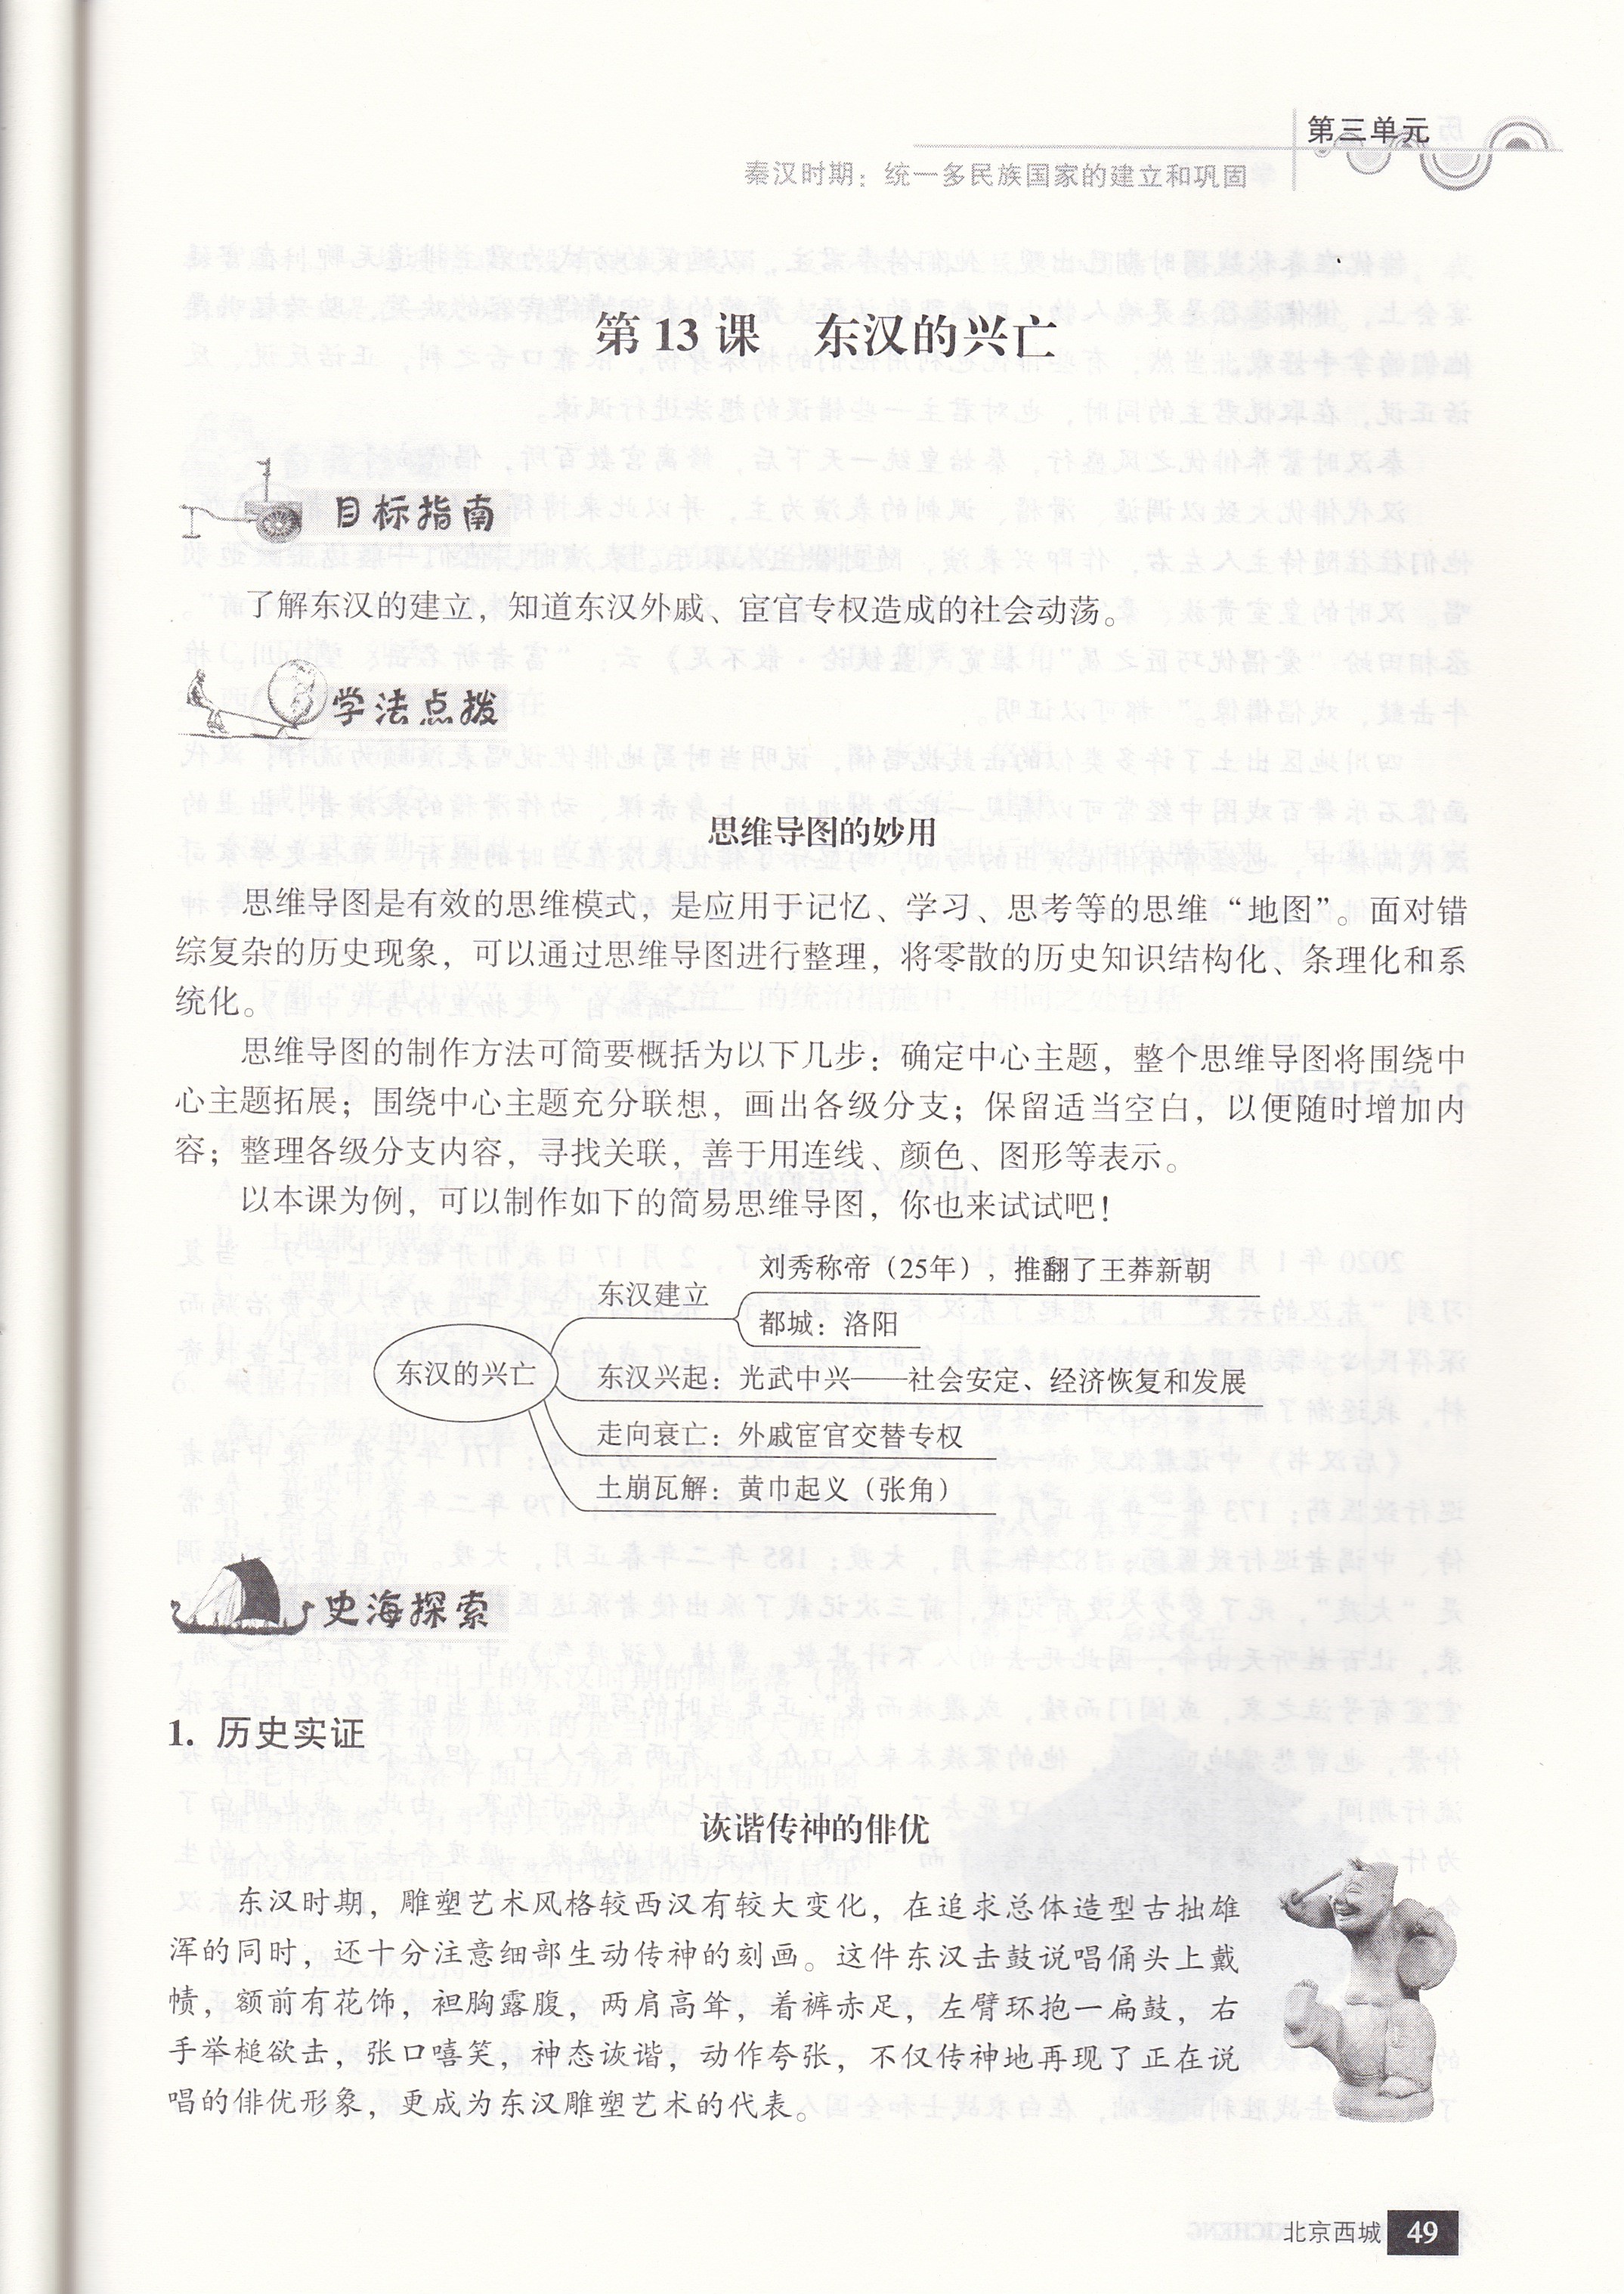 第三单元
秦汉时期：统一多民族国家的建立和巩固
第 13 课　东汉的兴亡
目标指南
了解东汉的建立，知道东汉外戚、宦官专权造成的社会动荡。
学法点拨
思维导图的妙用
思维导图是有效的思维模式，是应用于记忆、学习、思考等的思维“地图”。面对错
综复杂的历史现象，可以通过思维导图进行整理，将零散的历史知识结构化、条理化和系
统化。
思维导图的制作方法可简要概括为以下几步：确定中心主题，整个思维导图将围绕中
心主题拓展；围绕中心主题充分联想，画出各级分支；保留适当空白，以便随时增加内
容；整理各级分支内容，寻找关联，善于用连线、颜色、图形等表示。
以本课为例，可以制作如下的简易思维导图，你也来试试吧！
东汉的兴亡
东汉建立
刘秀称帝（25年），推翻了王莽新朝
都城：洛阳
东汉兴起：光武中兴——社会安定、经济恢复和发展
走向衰亡：外戚宦官交替专权
土崩瓦解：黄巾起义（张角）
史海探索
1. 历史实证
诙谐传神的俳优
东汉时期，雕塑艺术风格较西汉有较大变化，在追求总体造型古拙雄
浑的同时，还十分注意细部生动传神的刻画。这件东汉击鼓说唱俑头上戴
帻，额前有花饰，袒胸露腹，两肩高耸，着裤赤足，左臂环抱一扁鼓，右
手举槌欲击，张口嘻笑，神态诙谐，动作夸张，不仅传神地再现了正在说
唱的俳优形象，更成为东汉雕塑艺术的代表。
北京西城 49